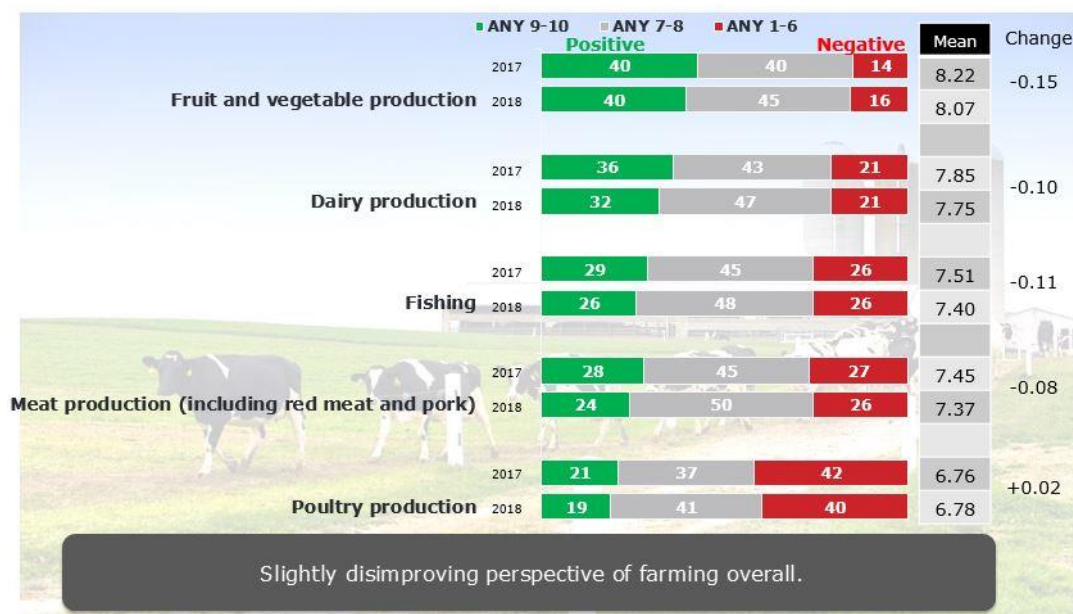 ANY 9-10 ANY 7-8 ANY 1-6
Positive Negative Mean Change
2017 40 40 14 8.22
Fruit and vegetable production -0.15
2018 40 45 16 8.07
2017 36 43 21 7.85
Dairy production -0.10
2018 32 47 21 7.75
2017 29 45 26 7.51
Fishing -0.11
2018 26 48 26 7.40
2017 28 45 27 7.45
Meat production (including red meat and pork) -0.08
2018 24 50 26 7.37
2017 21 37 42 6.76
Poultry production +0.02
2018 19 41 40 6.78
Slightly disimproving perspective of farming overall.